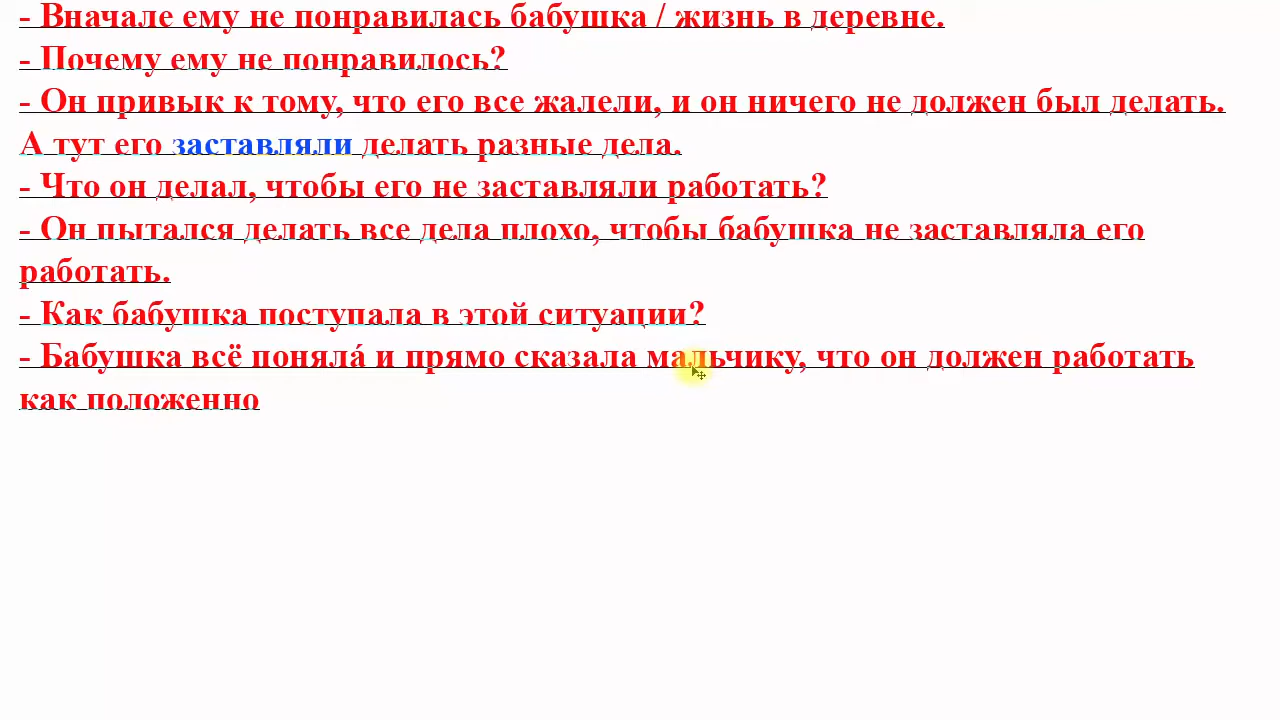 - Вначале ему не понравилась бабушка / жизнь в деревне.
- Почему ему не понравилось?
- Он привык к тому, что его все жалели, и он ничего не должен был делать.
А тут его заставляли делать разные дела.
- Что он делал, чтобы его не заставляли работать?
- Он пытался делать все дела плохо, чтобы бабушка не заставляла его
работать.
- Как бабушка поступала в этой ситуации?
- Бабушка всё поняла́ и прямо сказала мальчику, что он должен работать
как положенно